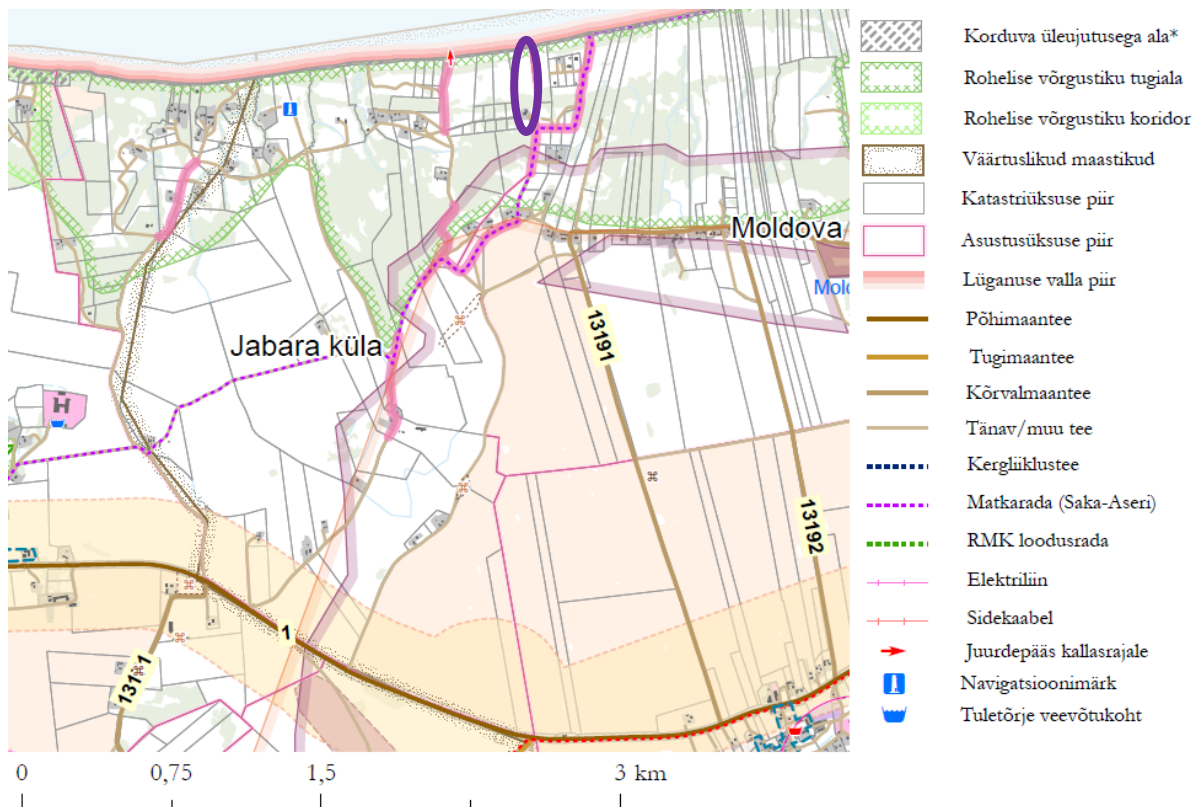 Korduva üleujutusega ala*
Rohelise võrgustiku tugiala
Rohelise võrgustiku koridor
Väärtuslikud maastikud
Katastriüksuse piir
Asustusüksuse piir
Lüganuse valla piir
Põhimaantee
Tugimaantee
Kõrvalmaantee
Tänav/muu tee
Kergliiklustee
Matkarada (Saka-Aseri)
RMK loodusrada
Elektriliin
Sidekaabel
Juurdepääs kallasrajale
Navigatsioonimärk
Tuletõrje veevõtukoht
Moldova
Mold
Jabara küla
13191
13192
H
1
0 0,75 1,5 3 km